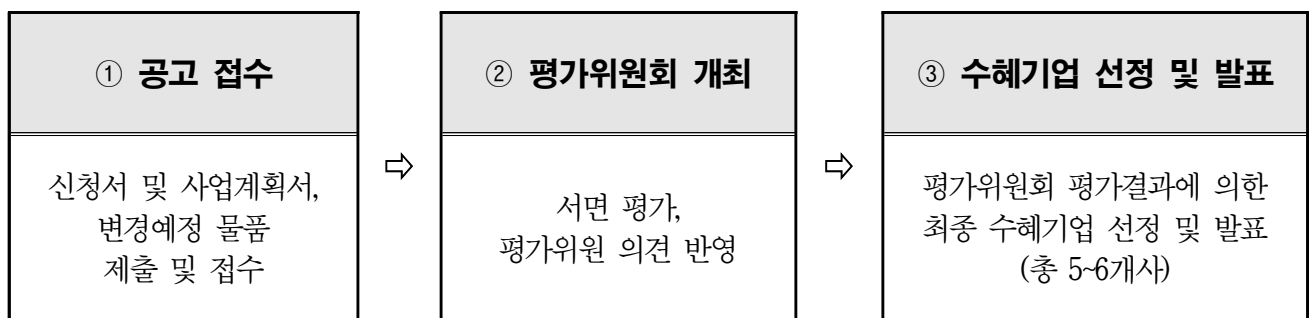 ① 공고 접수
신청서 및 사업계획서,
변경예정 물품
제출 및 접수
⇨
② 평가위원회 개최
서면 평가,
평가위원 의견 반영
⇨
③ 수혜기업 선정 및 발표
평가위원회 평가결과에 의한
최종 수혜기업 선정 및 발표
(총 5~6개사)